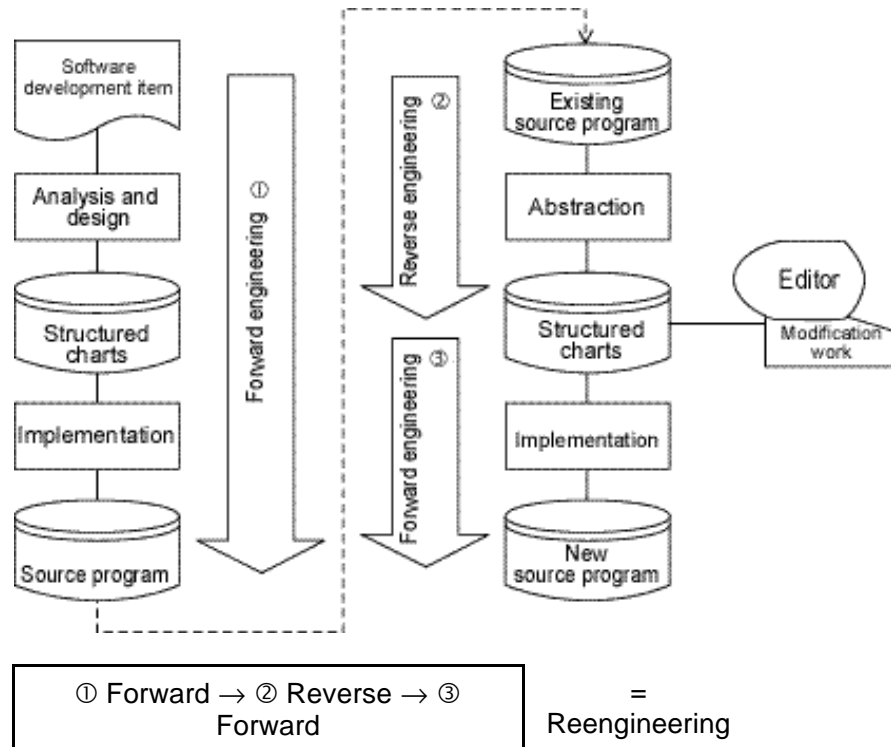 Software
development item
Analysis and
design
Structured
charts
Implementation
Source program
Forward engineering ①
Reverse engineering ②
Forward engineering ③
Existing
source program
Abstraction
Structured
charts
Implementation
New
source program
Editor
Modification
work
① Forward → ② Reverse → ③
Forward
=
Reengineering